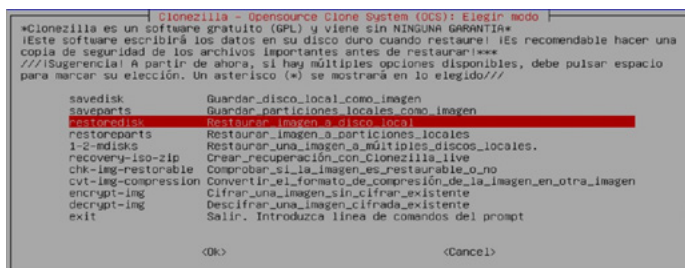 Clonezilla - Opensource Clone System (OCS): Elegir modo
*Clonezilla es un software gratuito (GPL) y viene sin NINGUNA GARANTIA*
¡Este software escribirá los datos en su disco duro cuando restaure! ¡Es recomendable hacer una
copia de seguridad de los archivos importantes antes de restaurar!***
///¡Sugerencia! A partir de ahora, si hay múltiples opciones disponibles, debe pulsar espacio
para marcar su elección. Un asterisco (*) se mostrará en lo elegido///
savedisk Guardar_disco_local_como_imagen
saveparts Guardar_particiones_locales_como_imagen
restoredisk Restaurar_imagen_a_disco_local
restoreparts Restaurar_imagen_a_particiones_locales
1-2-mdisks Restaurar_una_imagen_a_múltiples_discos_locales.
recovery-iso-zip Crear_recuperación_con_Clonezilla_live
chk-img-restorable Comprobar_si_la_imagen_es_restaurable_o_no
cvt-img-compression Convertir_el_formato_de_compresión_de_la_imagen_en_otra_imagen
encrypt-img Cifrar_una_imagen_sin_cifrar_existente
decrypt-img Descifrar_una_imagen_cifrada_existente
exit Salir. Introduzca línea de comandos del prompt
<Ok> <Cancel>